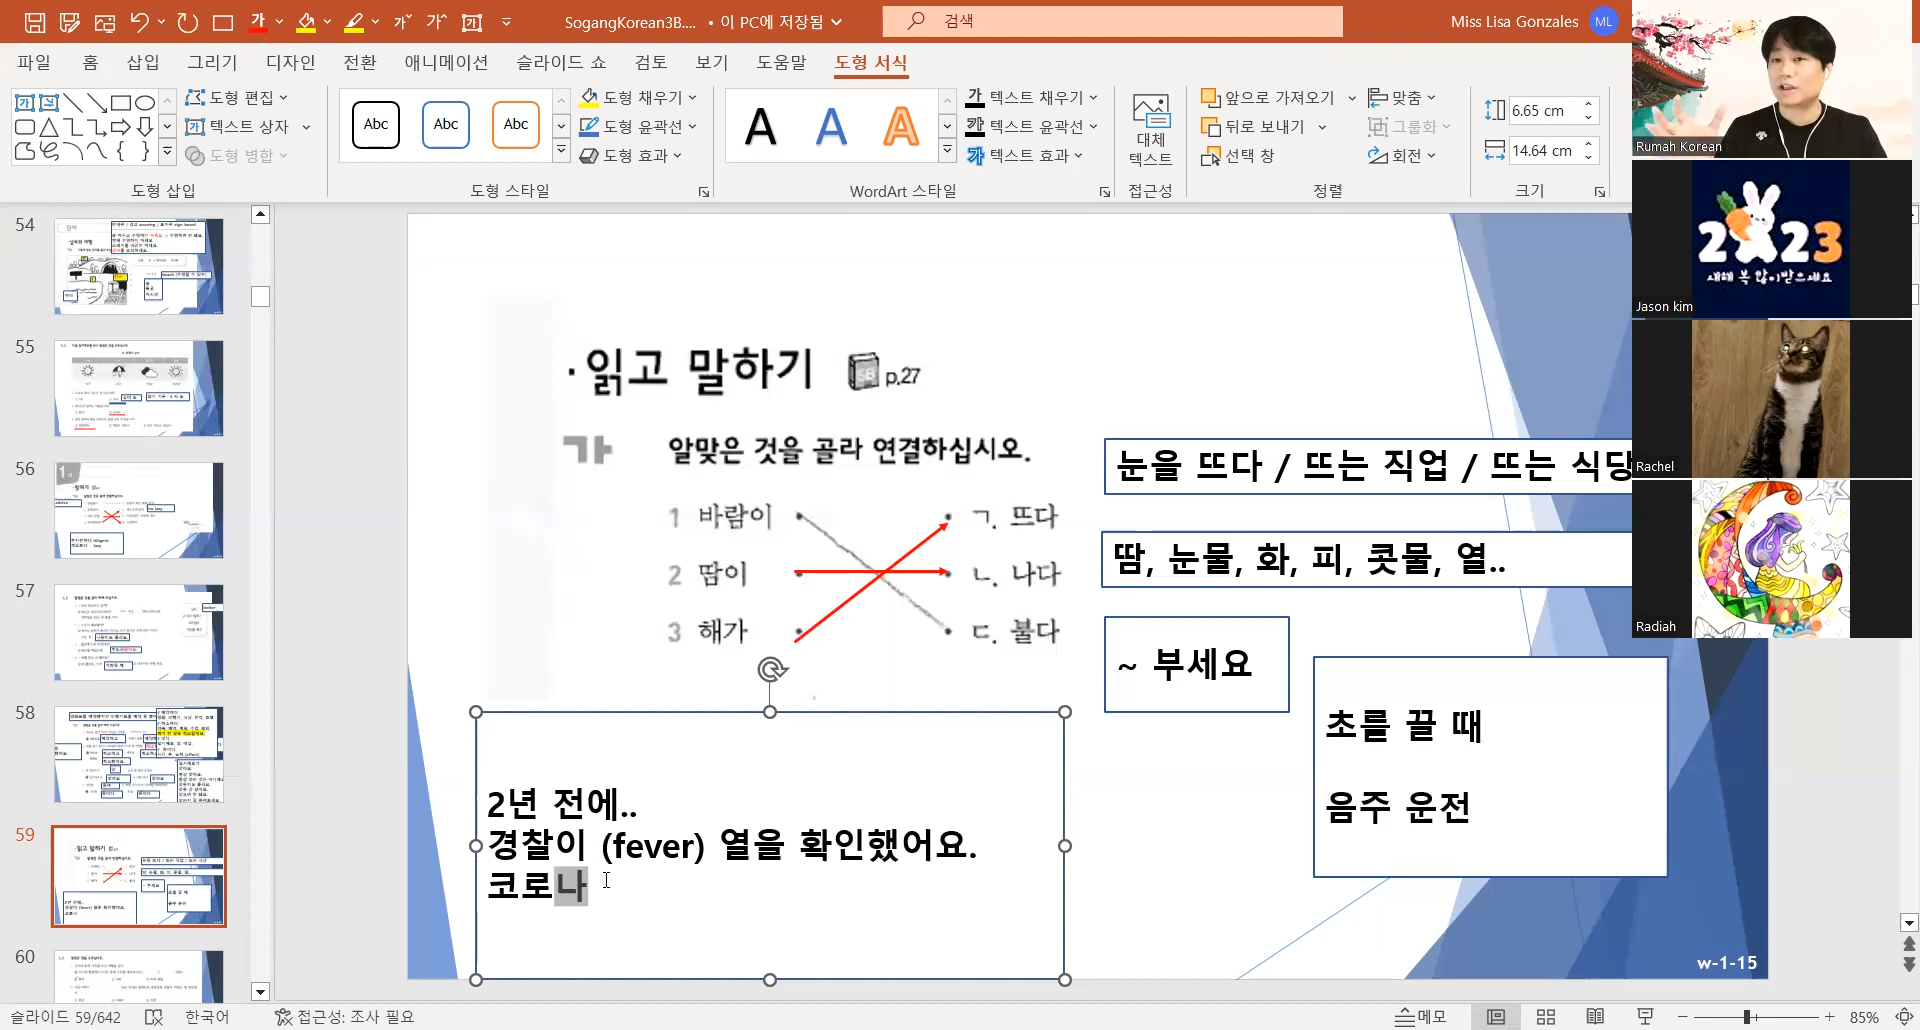 SogangKorean3B.... • 이 PC에 저장됨
검색
Miss Lisa Gonzales
ML
파일 홈 삽입 그리기 디자인 전환 애니메이션 슬라이드 쇼 검토 보기 도움말 도형 서식
도형 편집
텍스트 상자
도형 병합
도형 삽입
Abc Abc Abc
도형 채우기
도형 윤곽선
도형 효과
도형 스타일
A A A
텍스트 채우기
텍스트 윤곽선
텍스트 효과
WordArt 스타일
대체
텍스트
접근성
앞으로 가져오기
뒤로 보내기
선택 창
맞춤
그룹화
회전
정렬
6.65 cm
14.64 cm
크기
Rumah Korean
2023
새해 복 많이받으세요
Jason kim
Rachel
Radiah
54
55
56
57
58
59
60
·읽고 말하기 SB p.27
가 알맞은 것을 골라 연결하십시오.
1 바람이 ㄱ. 뜨다
2 땀이 ㄴ. 나다
3 해가 ㄷ. 불다
눈을 뜨다 / 뜨는 직업 / 뜨는 식당
땀, 눈물, 화, 피, 콧물, 열..
~ 부세요
초를 끌 때
음주 운전
2년 전에..
경찰이 (fever) 열을 확인했어요.
코로나
w-1-15
슬라이드 59/642
한국어
접근성: 조사 필요
메모
85%